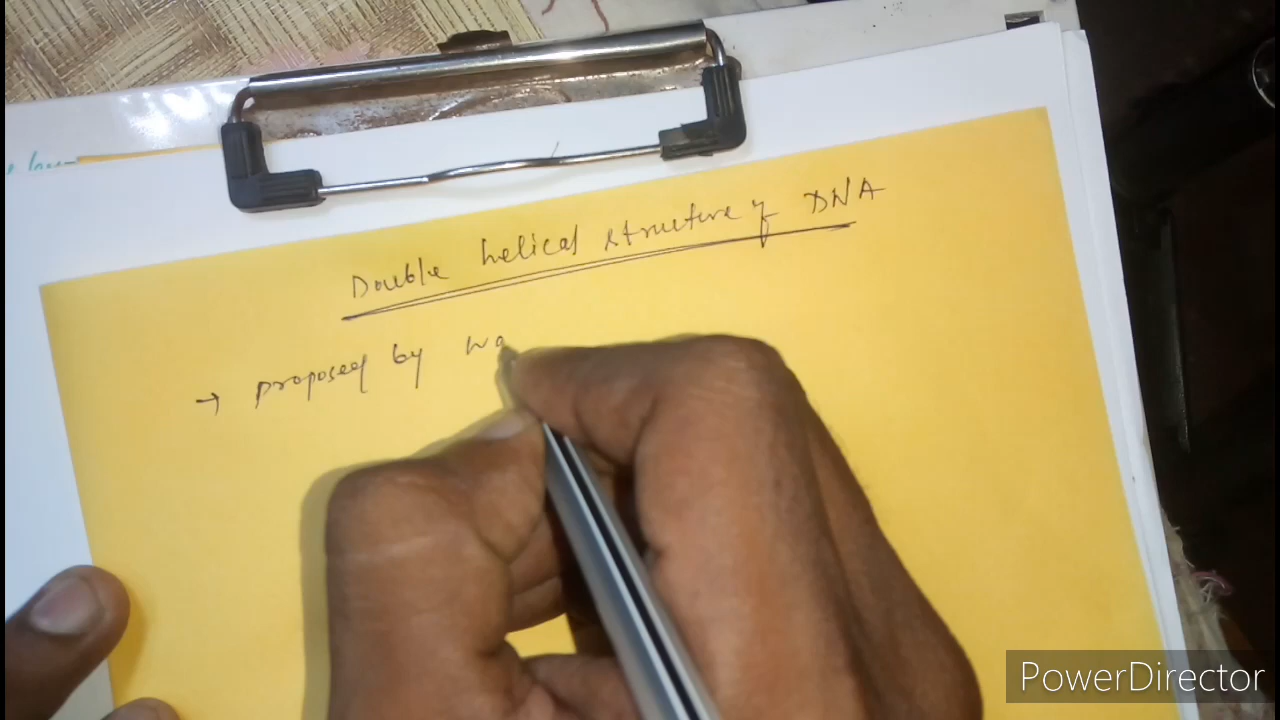 Double helical structure of DNA
→ proposed by wa
PowerDirector